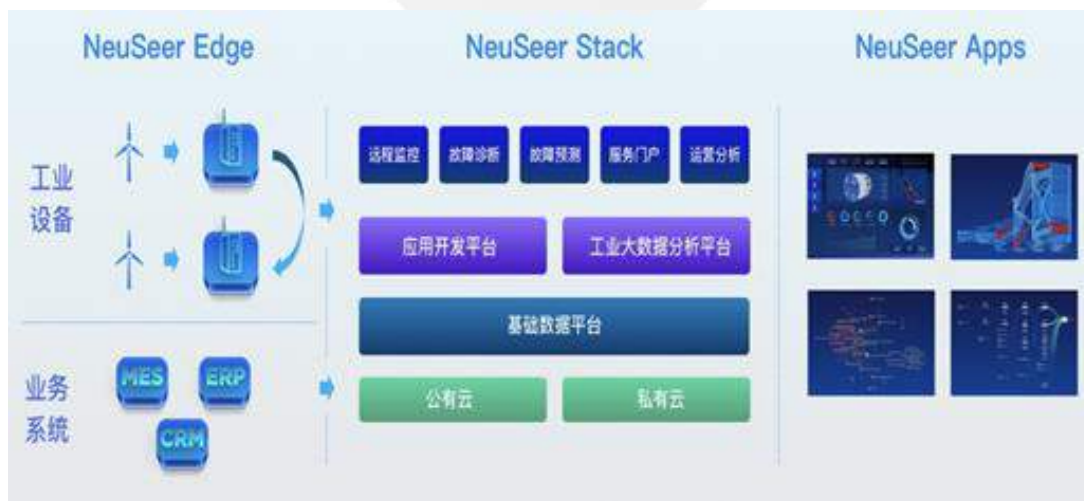 NeuSeer Edge
NeuSeer Stack
NeuSeer Apps
工业
设备
业务
系统
MES
ERP
CRM
远程监控
故障诊断
故障预测
服务门户
运营分析
应用开发平台
工业大数据分析平台
基础数据平台
公有云
私有云